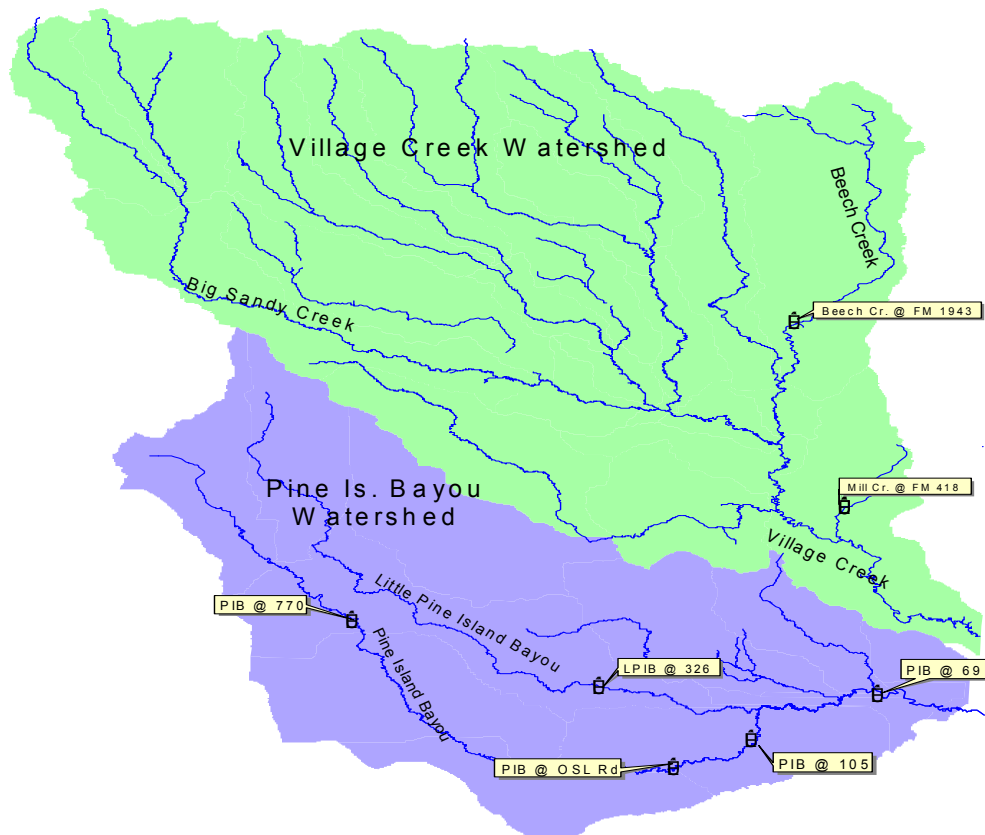 Village Creek Watershed
Beech Creek
Big Sandy Creek
Beech Cr. @ FM 1943
Pine Is. Bayou
Watershed
Mill Cr. @ FM 418
Village Creek
Little Pine Island Bayou
PIB @ 770
Pine Island Bayou
LPIB @ 326
PIB @ 69
PIB @ OSL Rd
PIB @ 105